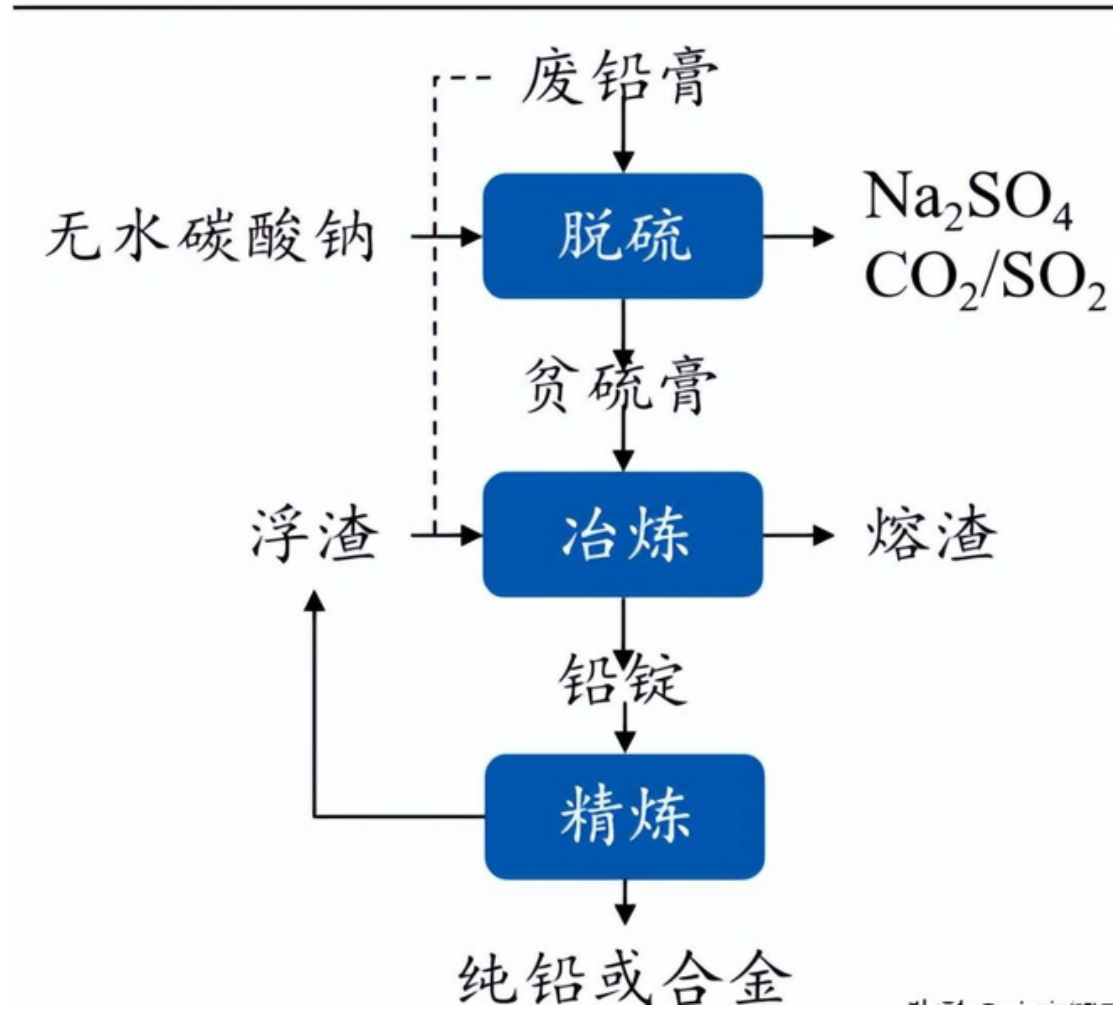 废铅膏
无水碳酸钠
脱硫
Na₂SO₄
CO₂/SO₂
贫硫膏
浮渣
冶炼
熔渣
铅锭
精炼
纯铅或合金